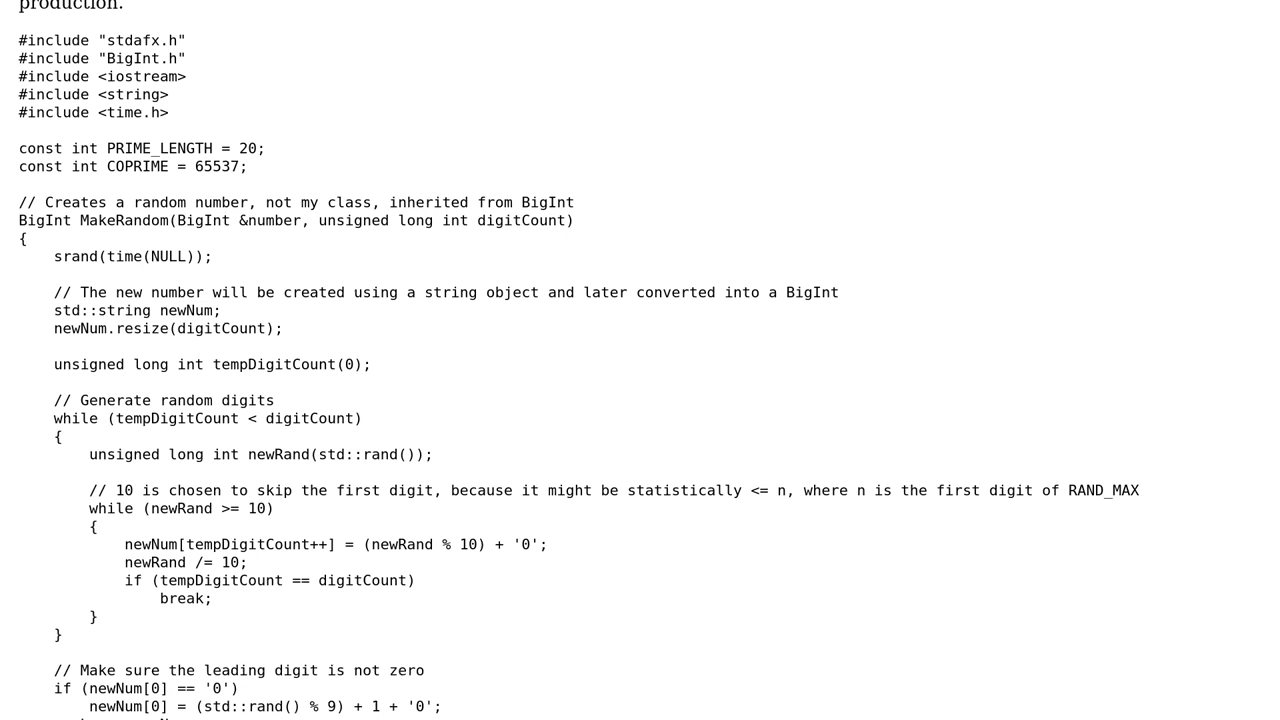 production.
#include "stdafx.h"
#include "BigInt.h"
#include <iostream>
#include <string>
#include <time.h>
const int PRIME_LENGTH = 20;
const int COPRIME = 65537;
// Creates a random number, not my class, inherited from BigInt
BigInt MakeRandom(BigInt &number, unsigned long int digitCount)
{
    srand(time(NULL));
    // The new number will be created using a string object and later converted into a BigInt
    std::string newNum;
    newNum.resize(digitCount);
    unsigned long int tempDigitCount(0);
    // Generate random digits
    while (tempDigitCount < digitCount)
    {
        unsigned long int newRand(std::rand());
        // 10 is chosen to skip the first digit, because it might be statistically <= n, where n is the first digit of RAND_MAX
        while (newRand >= 10)
        {
            newNum[tempDigitCount++] = (newRand % 10) + '0';
            newRand /= 10;
            if (tempDigitCount == digitCount)
                break;
        }
    }
    // Make sure the leading digit is not zero
    if (newNum[0] == '0')
        newNum[0] = (std::rand() % 9) + 1 + '0';